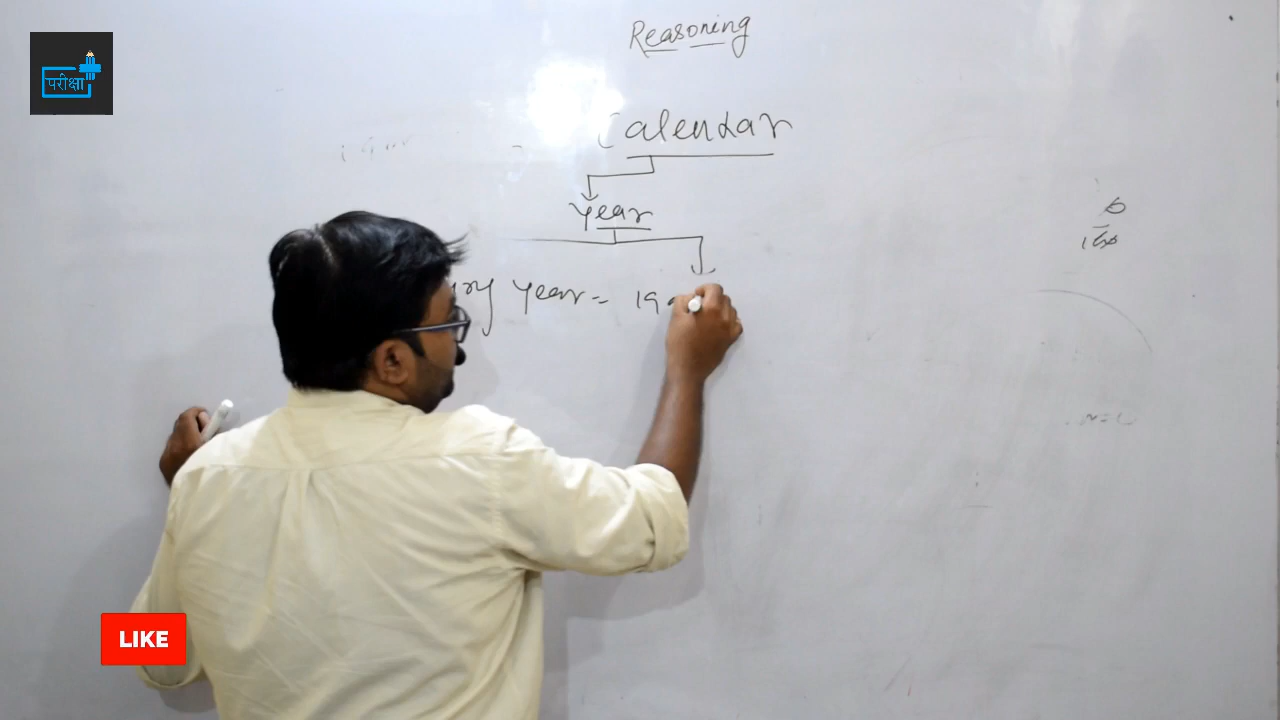 Reasoning
परीक्षा
Calendar
Year
Year = 19
LIKE